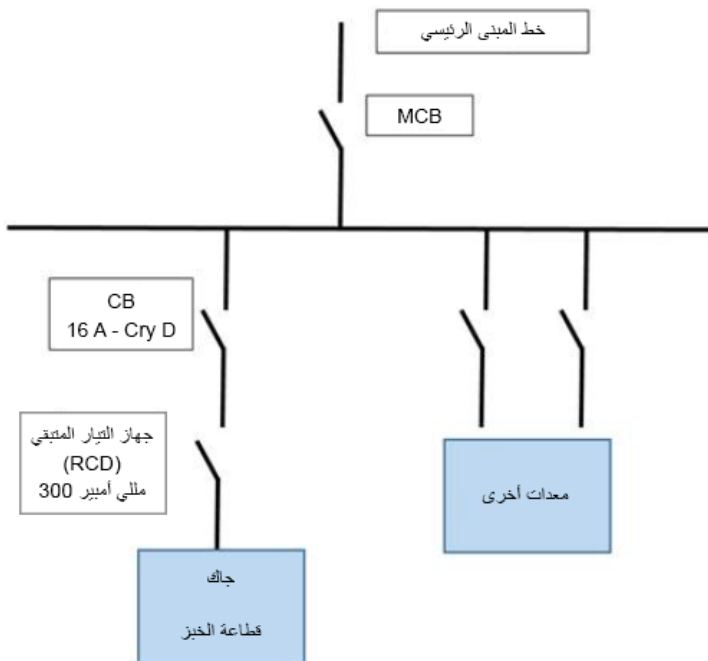 خط المبنى الرئيسي
MCB
CB
16 A - Cry D
جهاز التيار المتبقي
(RCD)
300 مللي أمبير
معدات أخرى
جاك
قطاعة الخبز